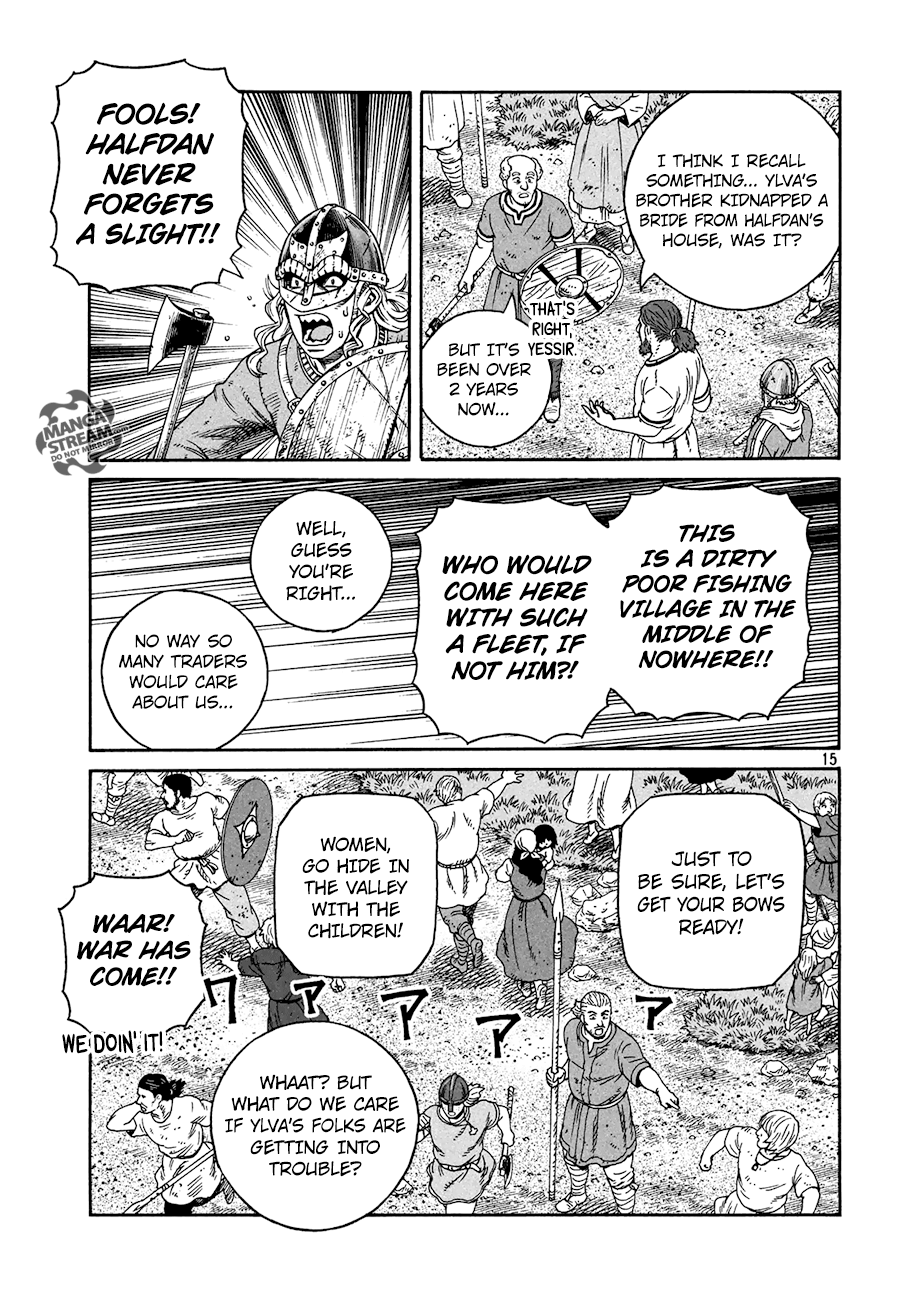 I THINK I RECALL
SOMETHING... YLVA'S
BROTHER KIDNAPPED A
BRIDE FROM HALFDAN'S
HOUSE, WAS IT?
THAT'S
RIGHT,
YESSIR
BUT IT'S
BEEN OVER
2 YEARS
NOW...
FOOLS!
HALFDAN
NEVER
FORGETS
A SLIGHT!!
MANGA
STREAM.COM
DO NOT MIRROR
THIS
IS A DIRTY
POOR FISHING
VILLAGE IN THE
MIDDLE OF
NOWHERE!!
WHO WOULD
COME HERE
WITH SUCH
A FLEET, IF
NOT HIM?!
WELL,
GUESS
YOU'RE
RIGHT...
NO WAY SO
MANY TRADERS
WOULD CARE
ABOUT US...
15
JUST TO
BE SURE, LET'S
GET YOUR BOWS
READY!
WOMEN,
GO HIDE IN
THE VALLEY
WITH THE
CHILDREN!
WAAR!
WAR HAS
COME!!
WE DOIN' IT!
ワァァァァ
WHAAT? BUT
WHAT DO WE CARE
IF YLVA'S FOLKS ARE
GETTING INTO
TROUBLE?